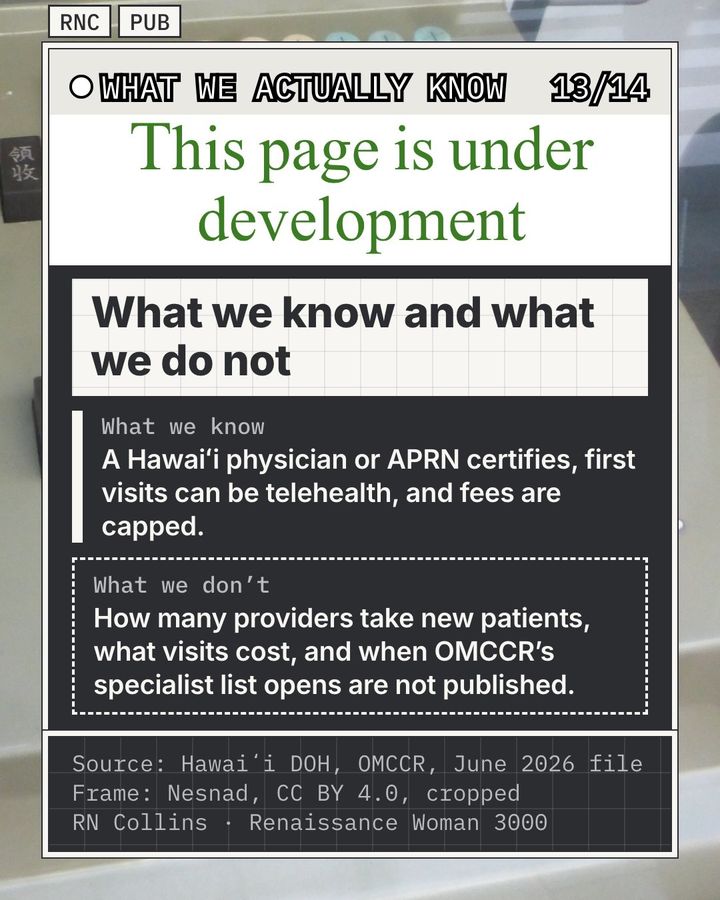 RNC PUB
WHAT WE ACTUALLY KNOW 13/14
領
收
This page is under
development
What we know and what
we do not
What we know
A Hawaiʻi physician or APRN certifies, first
visits can be telehealth, and fees are
capped.
What we don’t
How many providers take new patients,
what visits cost, and when OMCCR’s
specialist list opens are not published.
Source: Hawaiʻi DOH, OMCCR, June 2026 file
Frame: Nesnad, CC BY 4.0, cropped
RN Collins · Renaissance Woman 3000